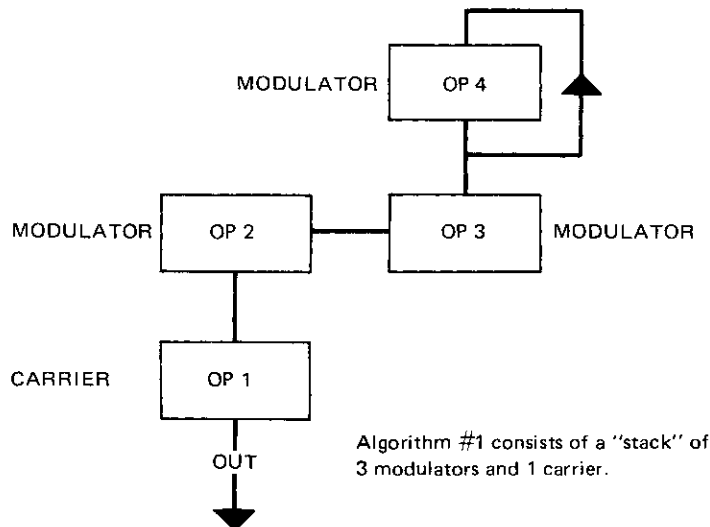 MODULATOR
OP 4
MODULATOR
OP 2
OP 3
MODULATOR
CARRIER
OP 1
OUT
Algorithm #1 consists of a "stack" of
3 modulators and 1 carrier.